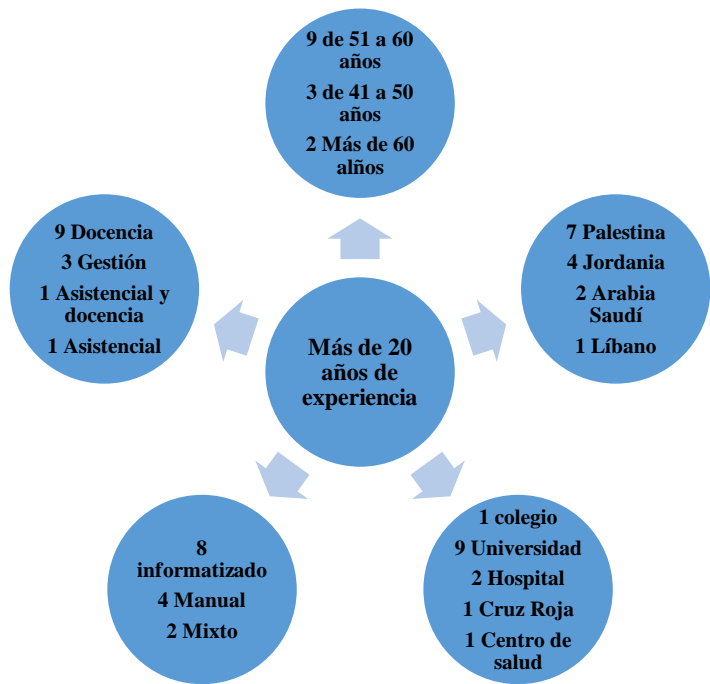 9 de 51 a 60
años
3 de 41 a 50
años
2 Más de 60
alños
9 Docencia
3 Gestión
1 Asistencial y
docencia
1 Asistencial
7 Palestina
4 Jordania
2 Arabia
Saudí
1 Líbano
Más de 20
años de
experiencia
8
informatizado
4 Manual
2 Mixto
1 colegio
9 Universidad
2 Hospital
1 Cruz Roja
1 Centro de
salud